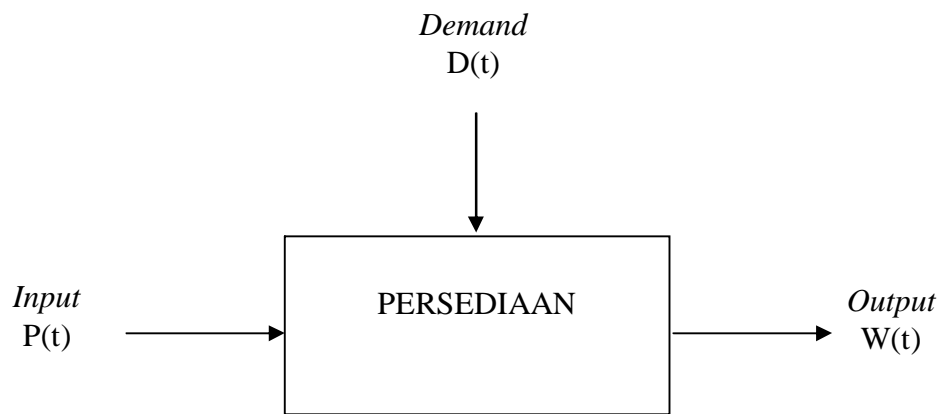 Demand
D(t)
PERSEDIAAN
Input
P(t)
Output
W(t)